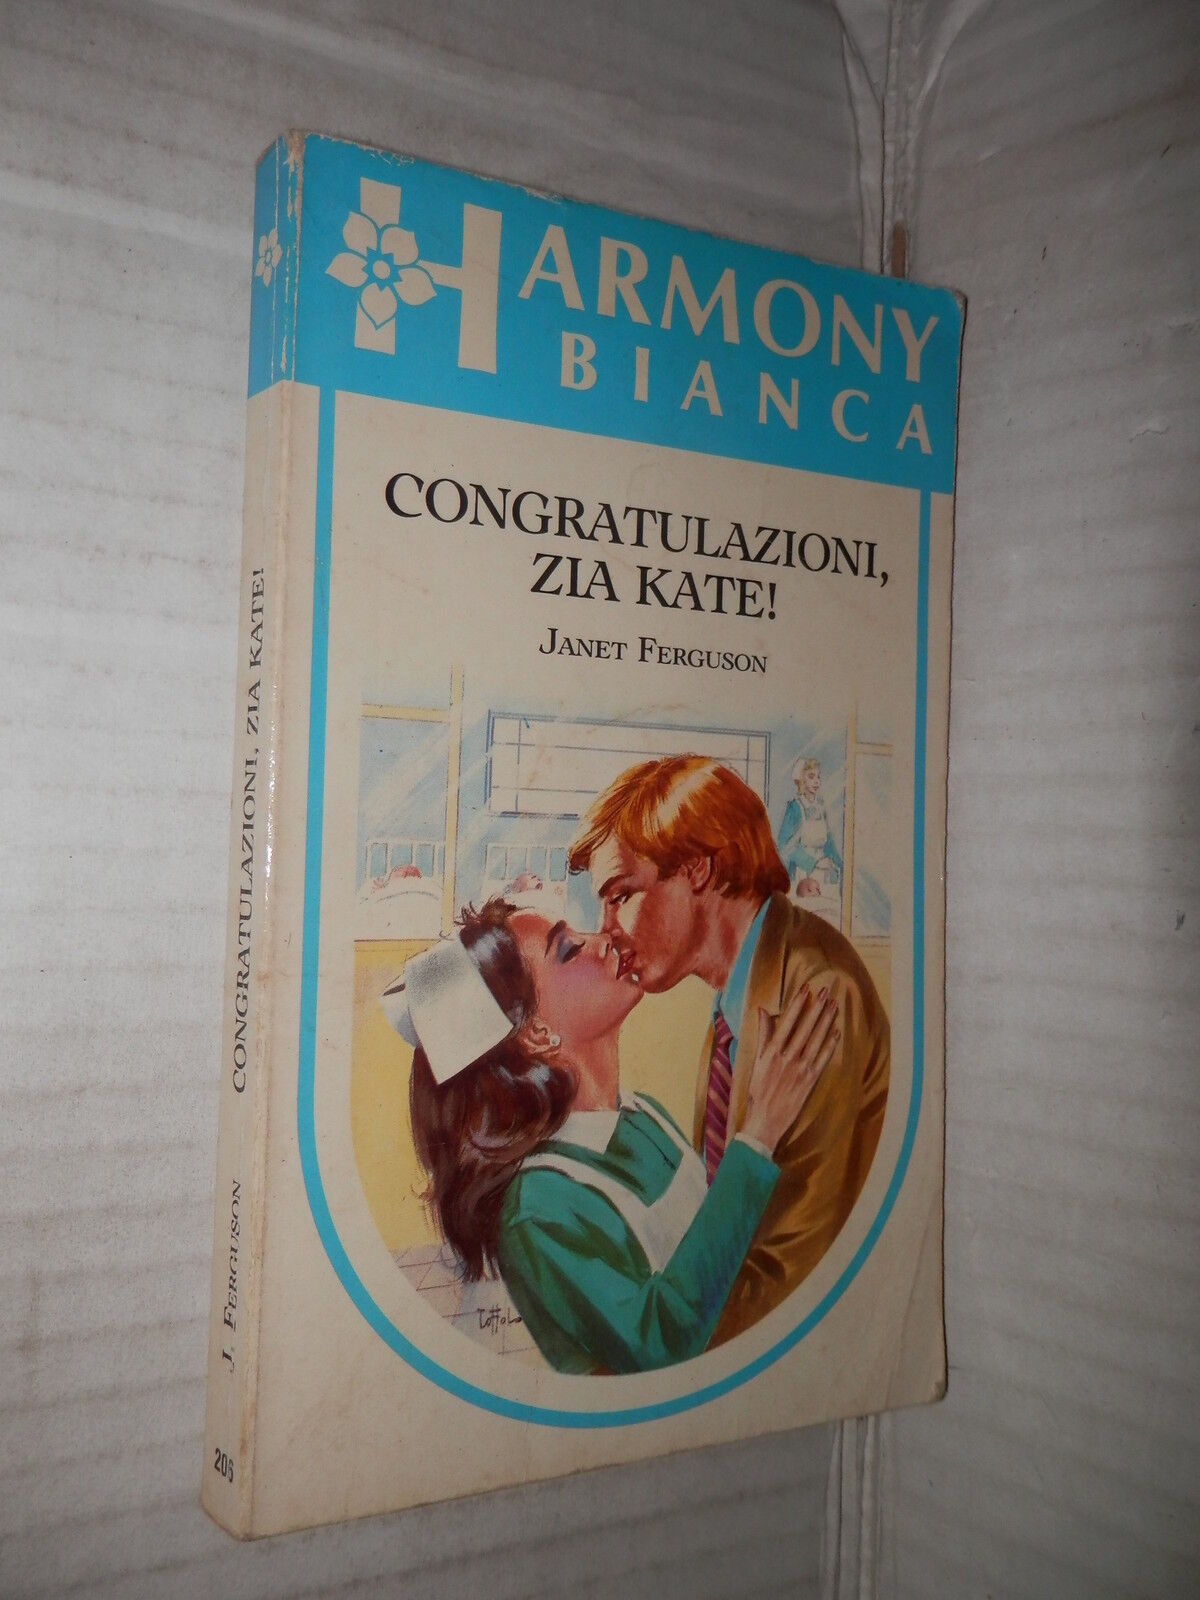 HARMONY
BIANCA
CONGRATULAZIONI,
ZIA KATE!
JANET FERGUSON
J. FERGUSON CONGRATULAZIONI, ZIA KATE!
206